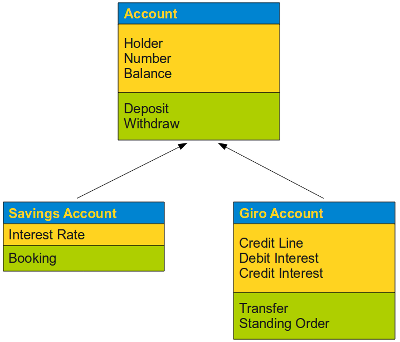 Account
Holder
Number
Balance
Deposit
Withdraw
Savings Account
Interest Rate
Booking
Giro Account
Credit Line
Debit Interest
Credit Interest
Transfer
Standing Order